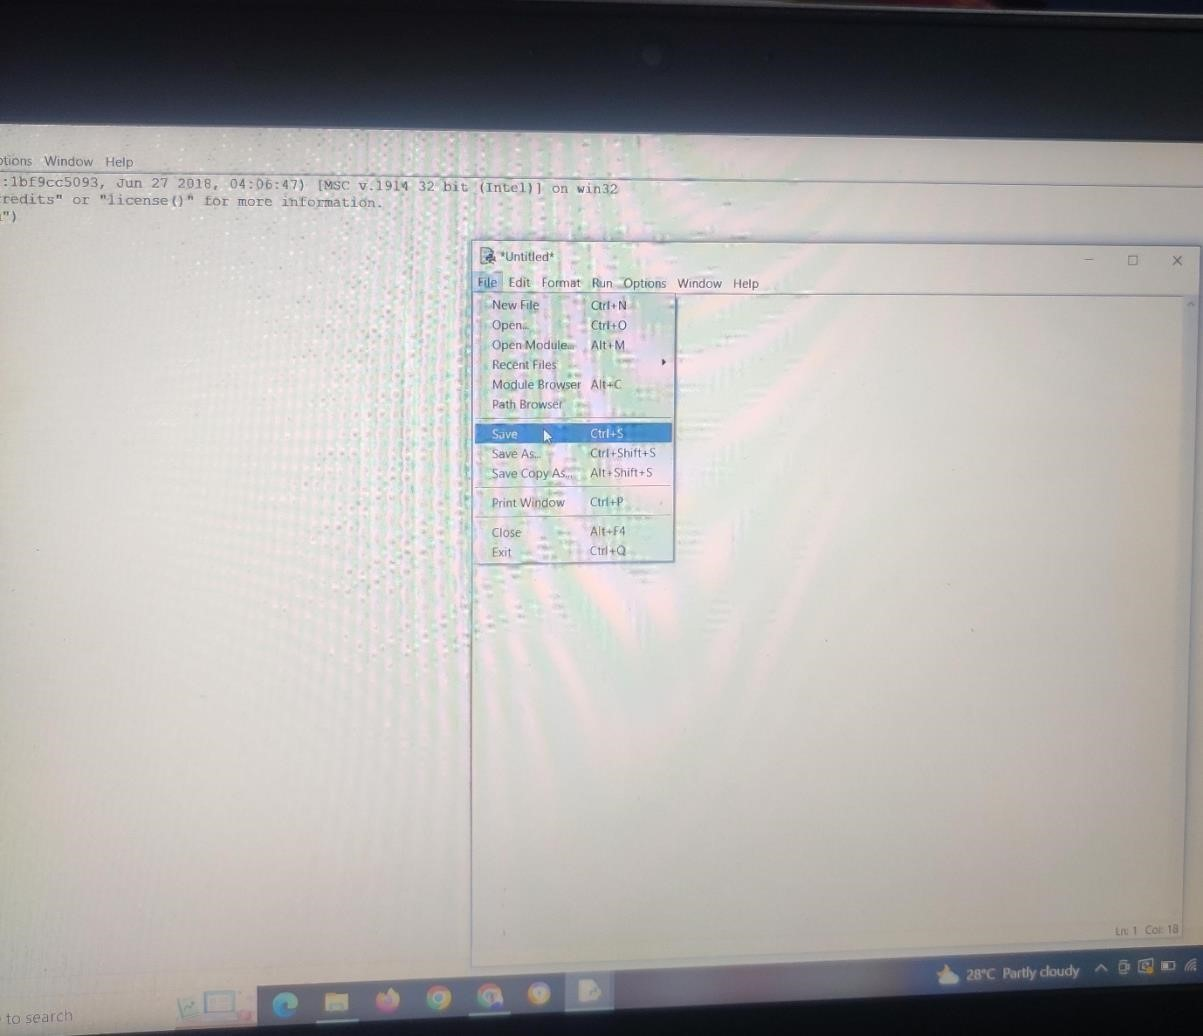 otions Window Help
:1bf9cc5093, Jun 27 2018, 04:06:47) [MSC v.1914 32 bit (Intel)] on win32
redits" or "license()" for more information.
")
*Untitled*
File Edit Format Run Options Window Help
New File Ctrl+N
Open... Ctrl+O
Open Module... Alt+M
Recent Files
Module Browser Alt+C
Path Browser
Save Ctrl+S
Save As... Ctrl+Shift+S
Save Copy As... Alt+Shift+S
Print Window Ctrl+P
Close Alt+F4
Exit Ctrl+Q
Ln: 1 Col: 18
28°C Partly cloudy
to search